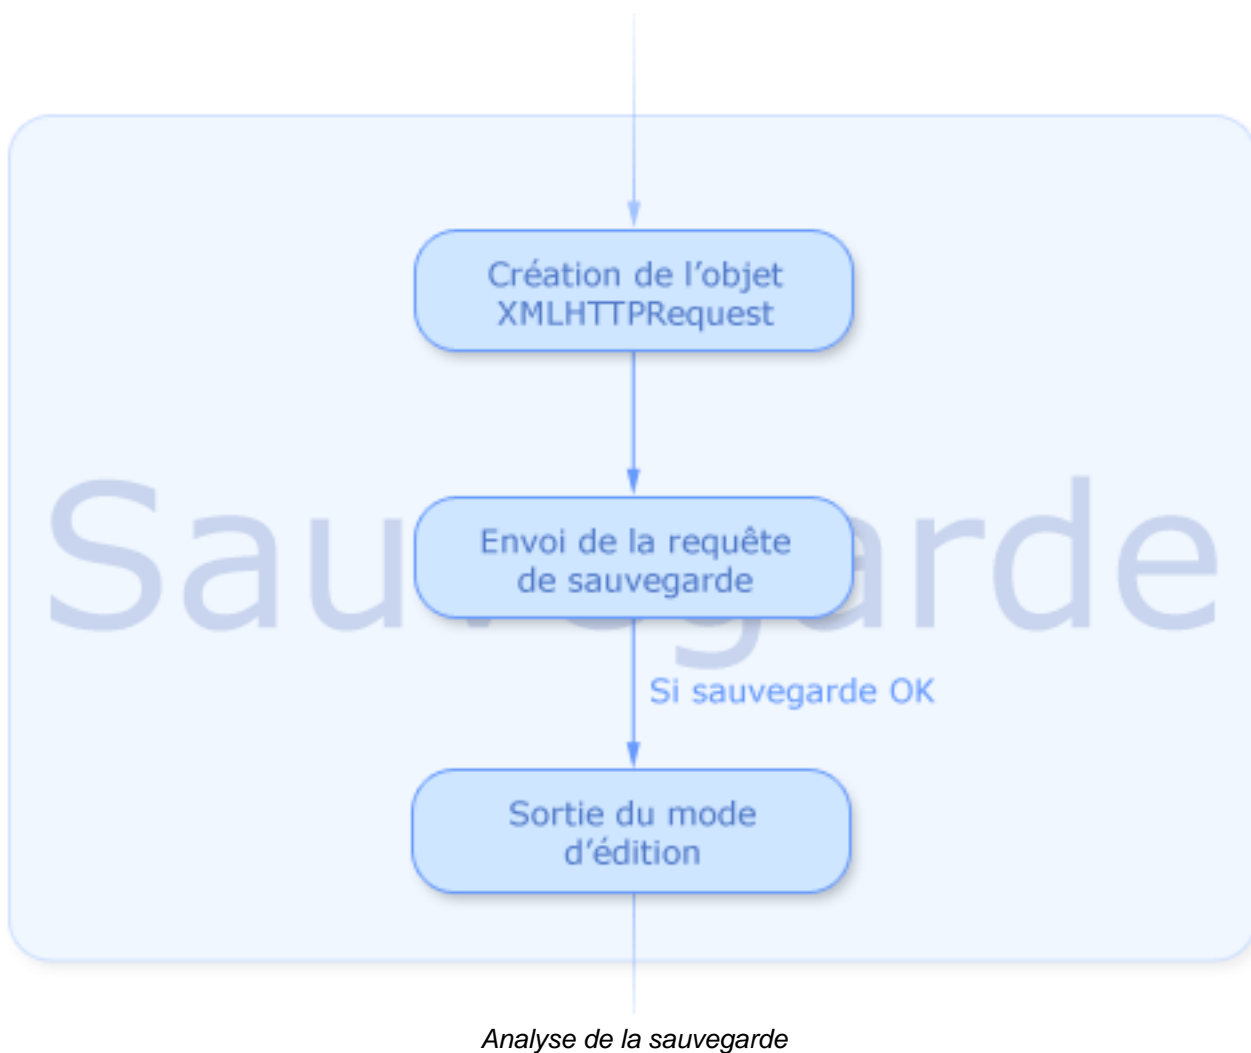 Création de l’objet
XMLHTTPRequest
Sauvegarde
Envoi de la requête
de sauvegarde
Si sauvegarde OK
Sortie du mode
d’édition
Analyse de la sauvegarde